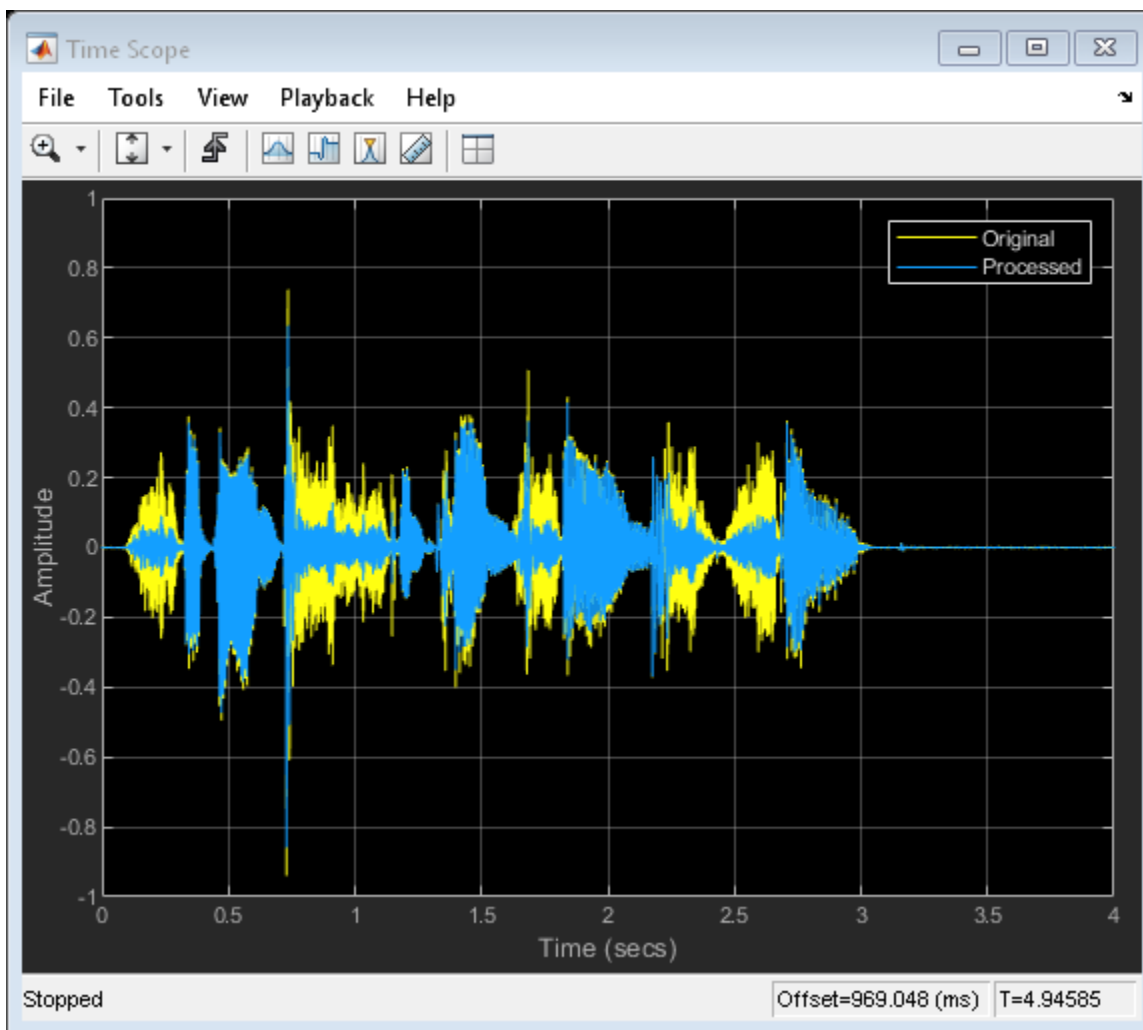 Time Scope
File Tools View Playback Help
Original
Processed
1
0.8
0.6
0.4
0.2
0
-0.2
-0.4
-0.6
-0.8
-1
Amplitude
0 0.5 1 1.5 2 2.5 3 3.5 4
Time (secs)
Stopped Offset=969.048 (ms) T=4.94585